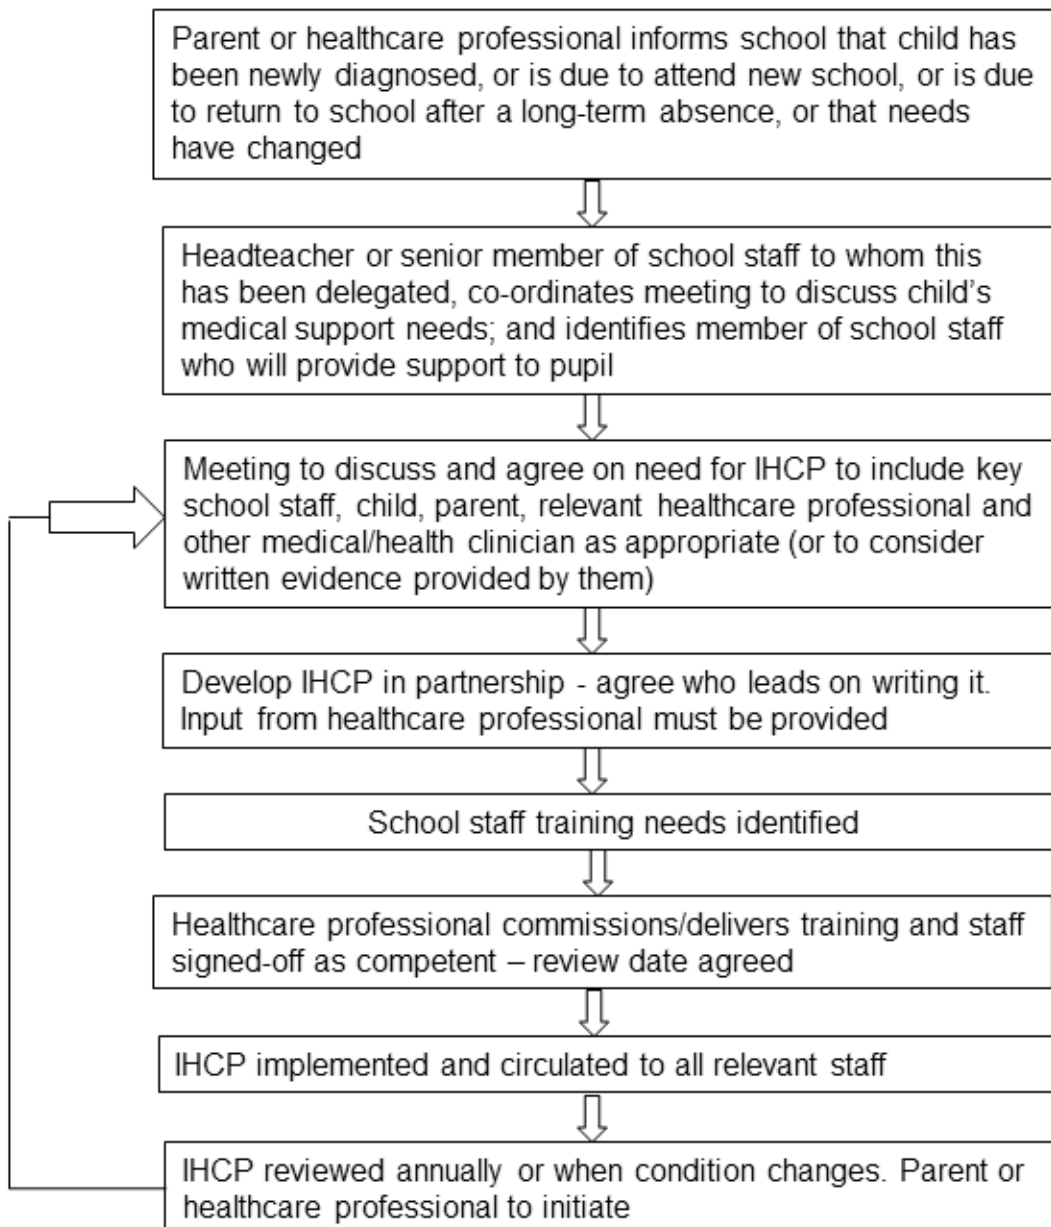 Parent or healthcare professional informs school that child has
been newly diagnosed, or is due to attend new school, or is due
to return to school after a long-term absence, or that needs
have changed
Headteacher or senior member of school staff to whom this
has been delegated, co-ordinates meeting to discuss child’s
medical support needs; and identifies member of school staff
who will provide support to pupil
Meeting to discuss and agree on need for IHCP to include key
school staff, child, parent, relevant healthcare professional and
other medical/health clinician as appropriate (or to consider
written evidence provided by them)
Develop IHCP in partnership - agree who leads on writing it.
Input from healthcare professional must be provided
School staff training needs identified
Healthcare professional commissions/delivers training and staff
signed-off as competent – review date agreed
IHCP implemented and circulated to all relevant staff
IHCP reviewed annually or when condition changes. Parent or
healthcare professional to initiate